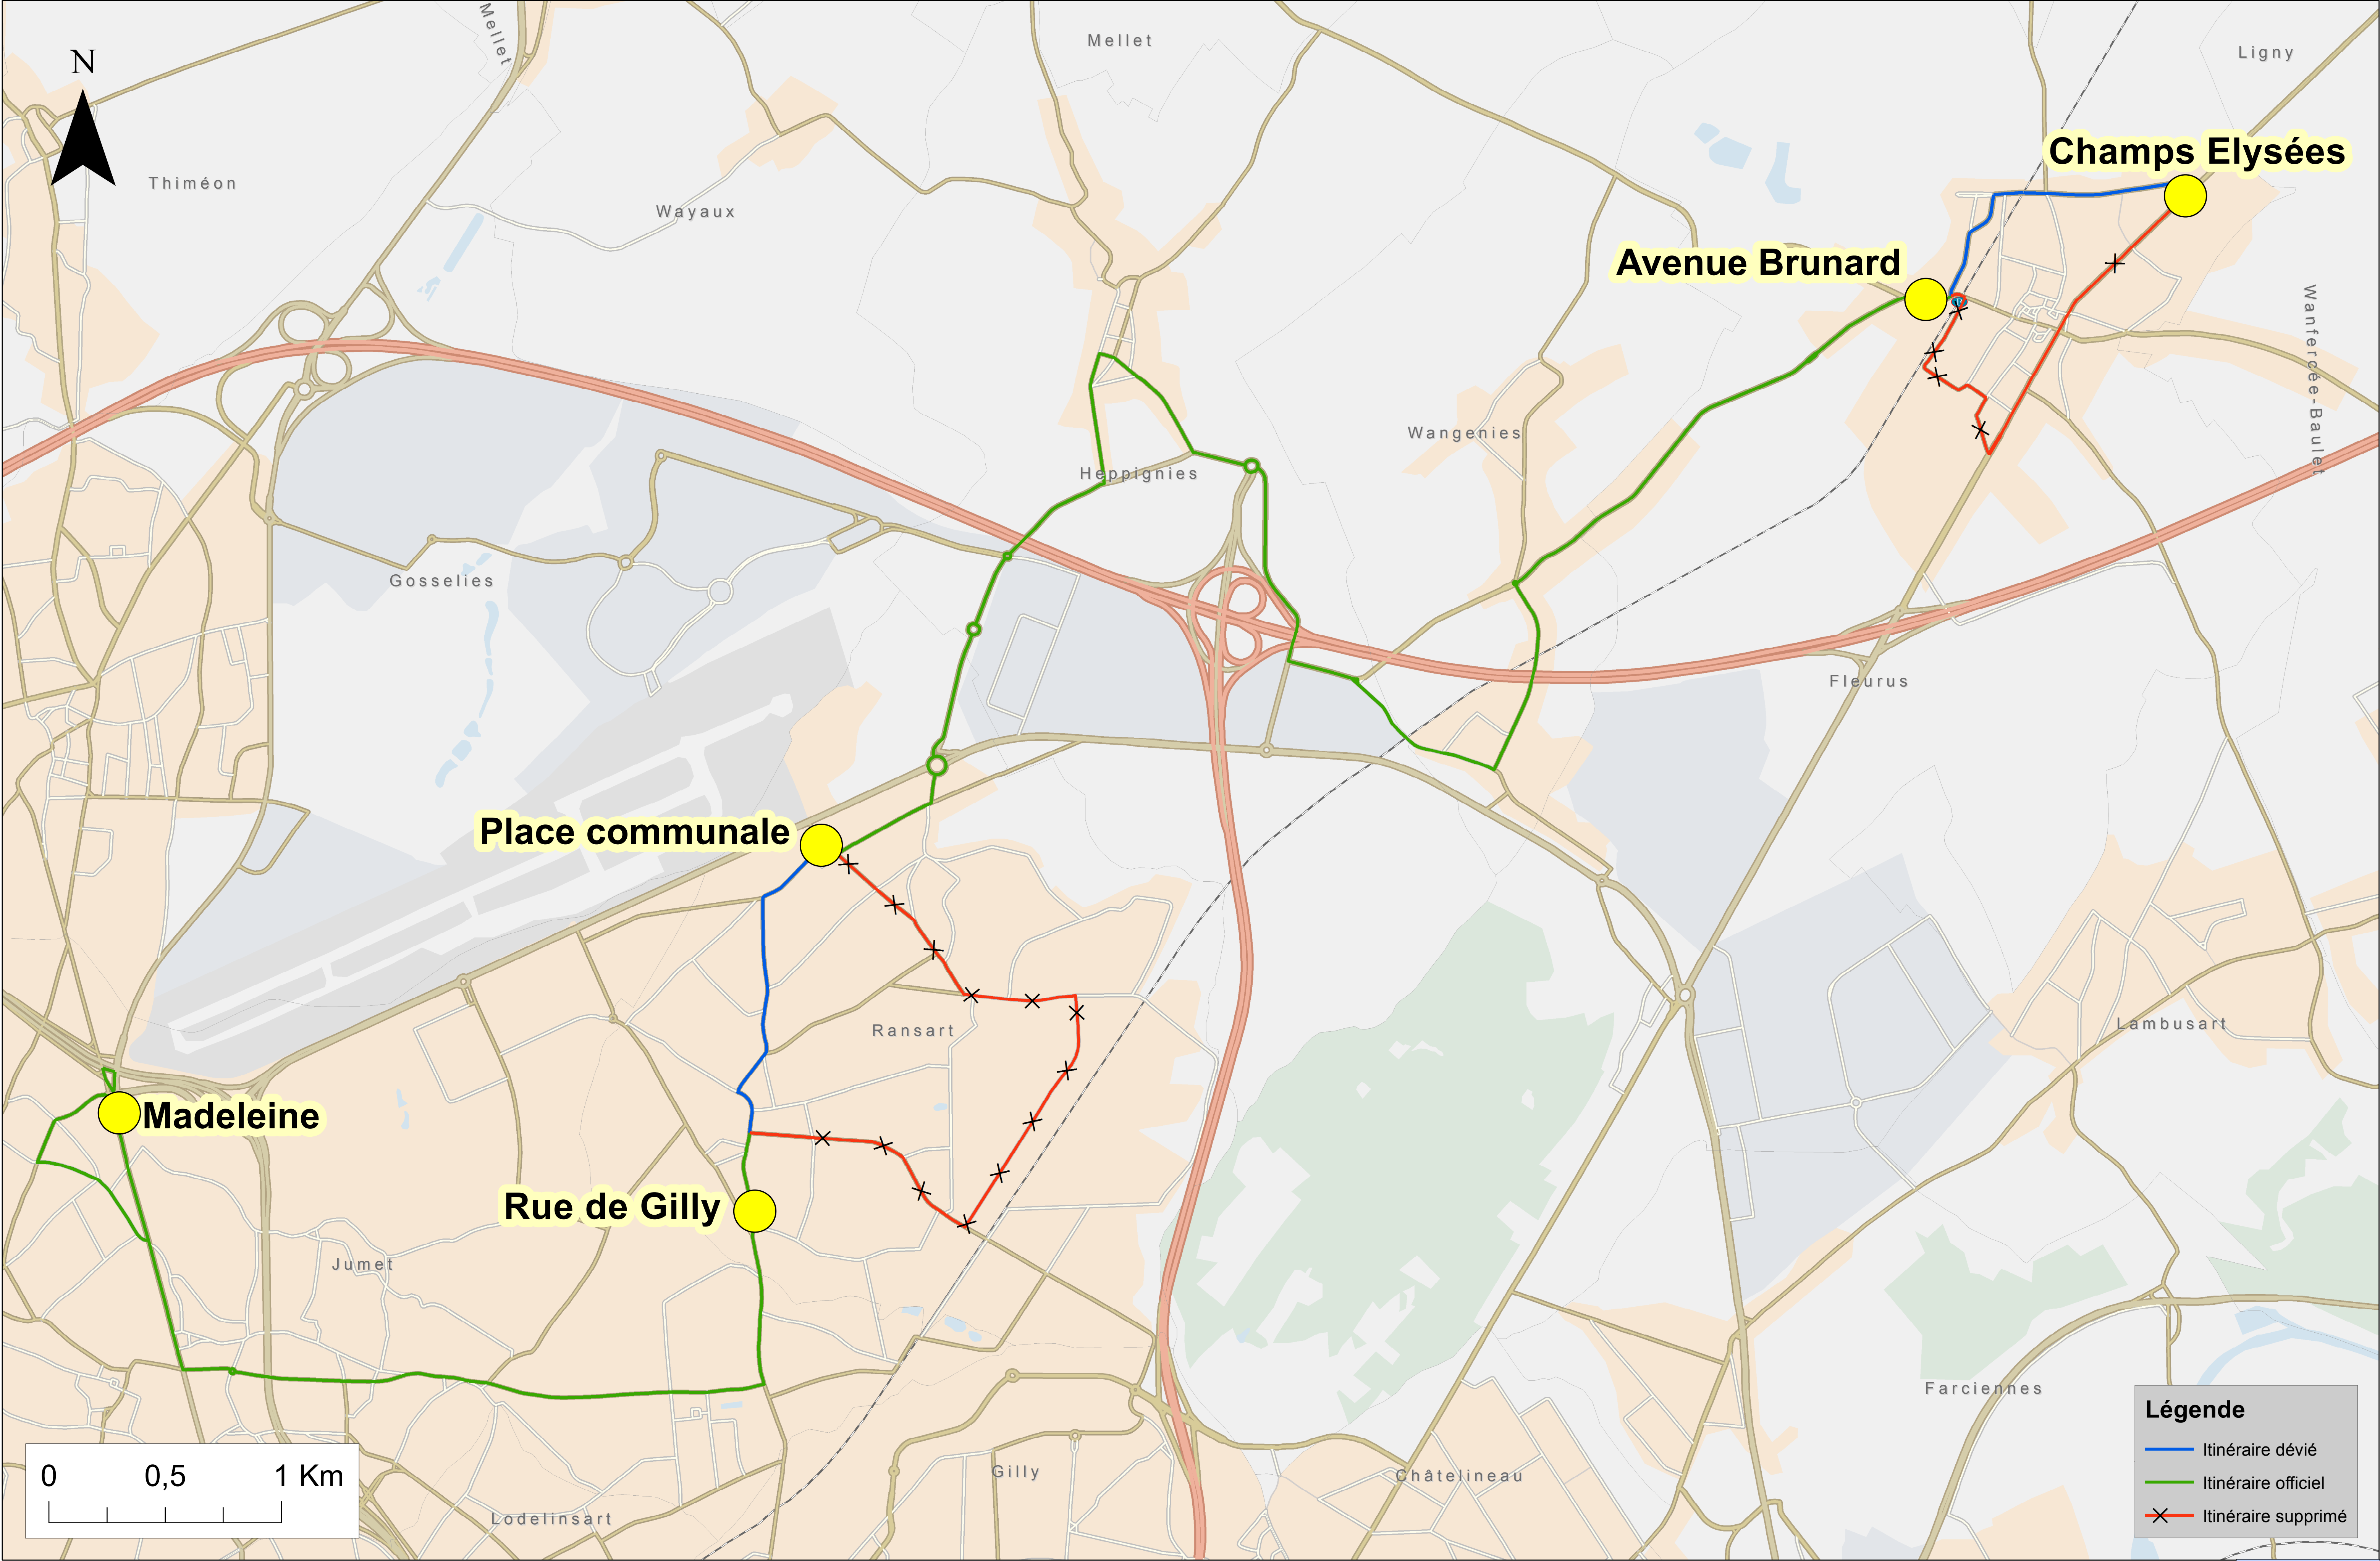 Mellet
Mellet
Ligny
N
Champs Elysées
Thiméon
Wayaux
Avenue Brunard
Wanfercée-Baulet
Wangenies
Heppignies
Gosselies
Fleurus
Place communale
Ransart
Lambusart
Madeleine
Rue de Gilly
Jumet
Farciennes
Légende
Itinéraire dévié
Itinéraire officiel
Itinéraire supprimé
0 0,5 1 Km
Gilly
Châtelineau
Lodelinsart